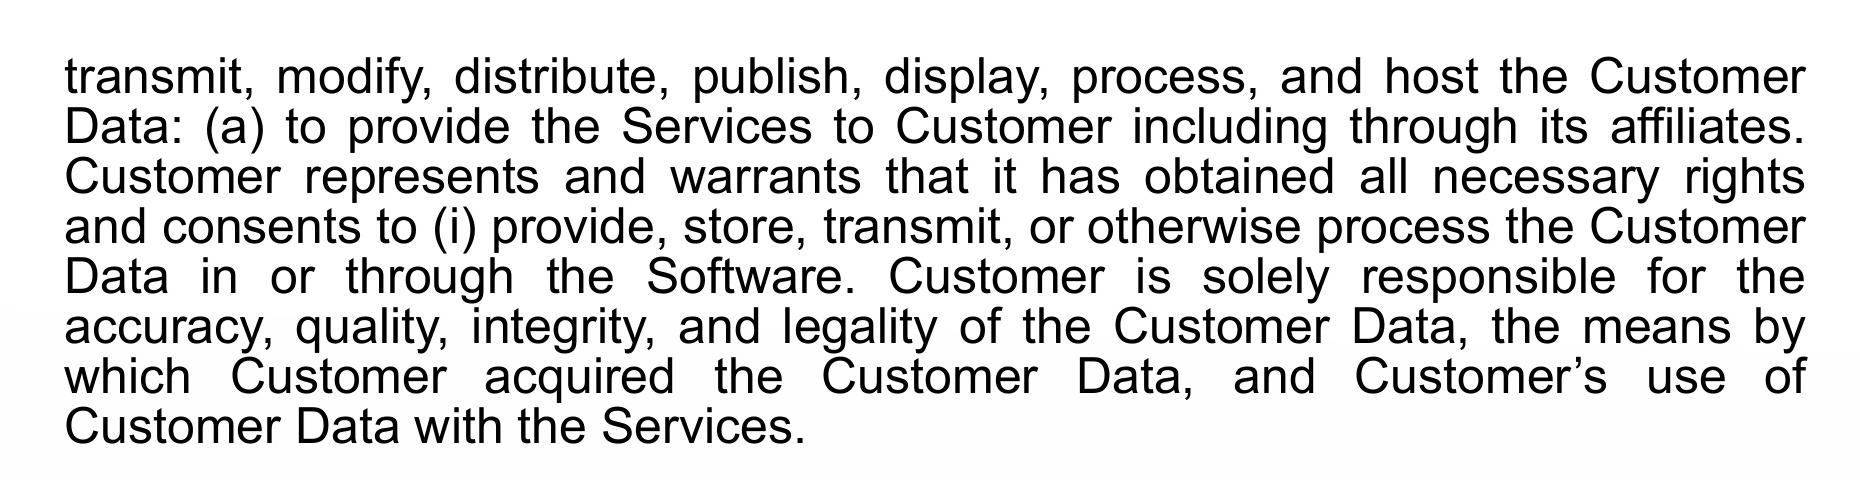 transmit, modify, distribute, publish, display, process, and host the Customer
Data: (a) to provide the Services to Customer including through its affiliates.
Customer represents and warrants that it has obtained all necessary rights
and consents to (i) provide, store, transmit, or otherwise process the Customer
Data in or through the Software. Customer is solely responsible for the
accuracy, quality, integrity, and legality of the Customer Data, the means by
which Customer acquired the Customer Data, and Customer’s use of
Customer Data with the Services.